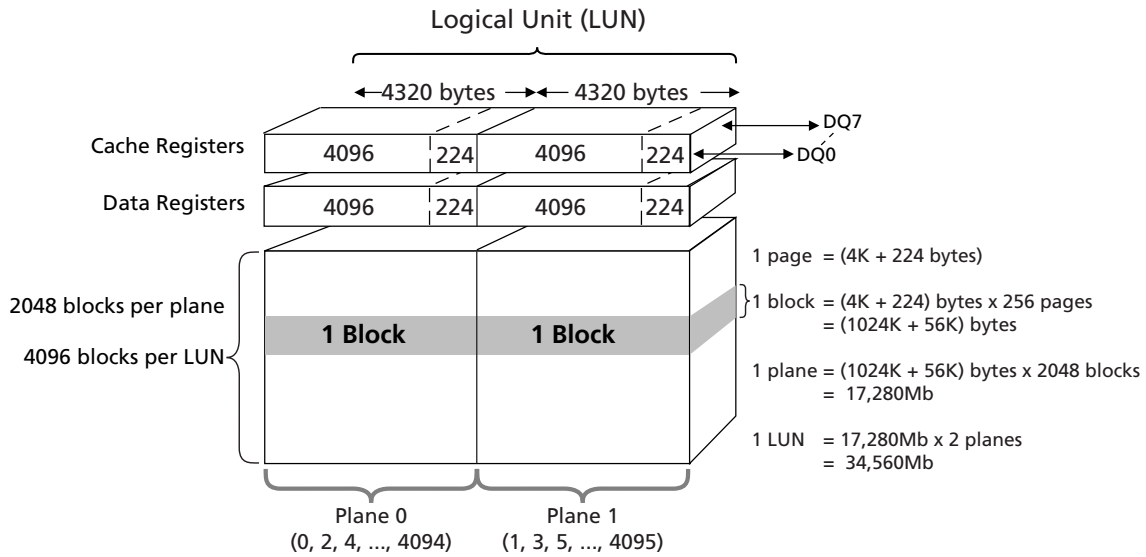 Logical Unit (LUN)
4320 bytes 4320 bytes
Cache Registers
4096 224 4096 224
DQ7
DQ0
Data Registers
4096 224 4096 224
2048 blocks per plane
4096 blocks per LUN
1 Block 1 Block
1 page = (4K + 224 bytes)
1 block = (4K + 224) bytes x 256 pages
= (1024K + 56K) bytes
1 plane = (1024K + 56K) bytes x 2048 blocks
= 17,280Mb
1 LUN = 17,280Mb x 2 planes
= 34,560Mb
Plane 0
(0, 2, 4, ..., 4094)
Plane 1
(1, 3, 5, ..., 4095)